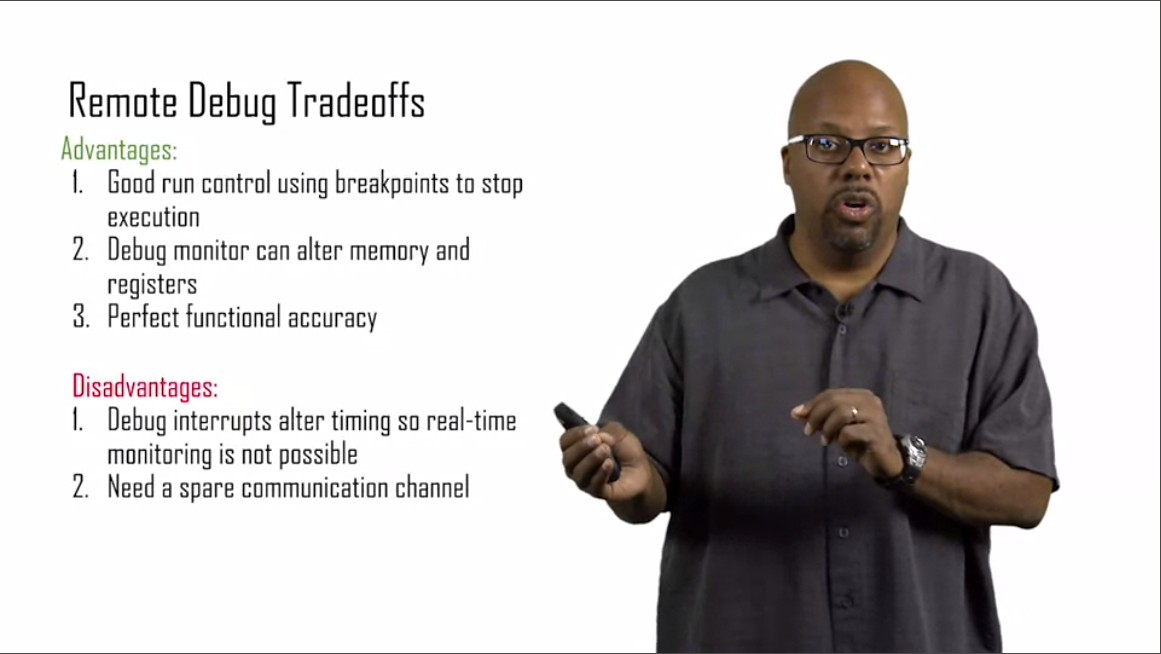 Remote Debug Tradeoffs
Advantages:
1. Good run control using breakpoints to stop
execution
2. Debug monitor can alter memory and
registers
3. Perfect functional accuracy
Disadvantages:
1. Debug interrupts alter timing so real-time
monitoring is not possible
2. Need a spare communication channel